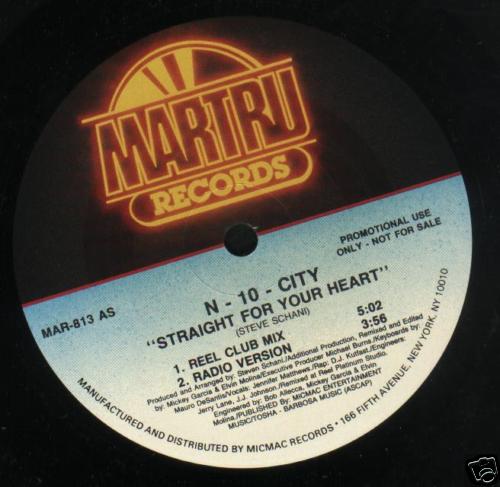 MARTRU
RECORDS
PROMOTIONAL USE
ONLY - NOT FOR SALE
MAR-813 AS
N - 10 - CITY
"STRAIGHT FOR YOUR HEART"
(STEVE SCHANI)
1. REEL CLUB MIX 5:02
2. RADIO VERSION 3:56
Produced and Arranged by: Steven Schani./Additional Production, Remixed and Edited
by: Mickey Garcia & Elvin Molina/Executive Producer Michael Burns/Keyboards by:
Mauro DeSantis/Vocals: Jennifer Matthews/Rap: D.J. Kutfast/Engineers:
Jerry Lane, J.J. Johnson/Remixed at Reel Platinum Studio,
Engineered by: Bob Allecca, Mickey Garcia & Elvin
Molina/PUBLISHED By: MICMAC ENTERTAINMENT
MUSIC/TOSHA - BARBOSA MUSIC (ASCAP)
MANUFACTURED AND DISTRIBUTED BY MICMAC RECORDS • 166 FIFTH AVENUE, NEW YORK, NY 10010